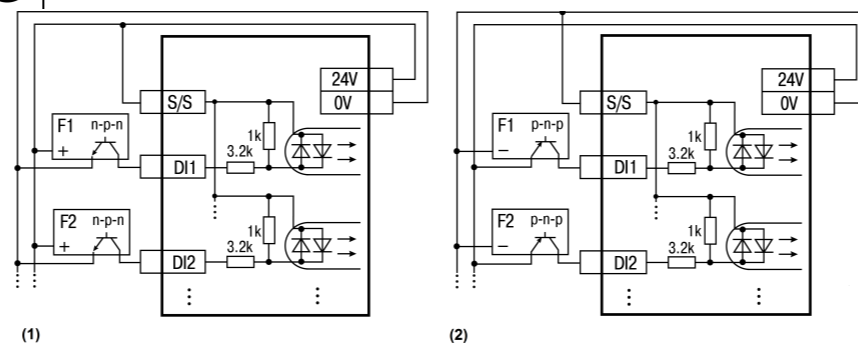 24V
0V
S/S
F1 n-p-n
+
1k
3.2k
DI1
F2 n-p-n
+
1k
3.2k
DI2
(1)
24V
0V
S/S
F1 p-n-p
−
1k
3.2k
DI1
F2 p-n-p
−
1k
3.2k
DI2
(2)